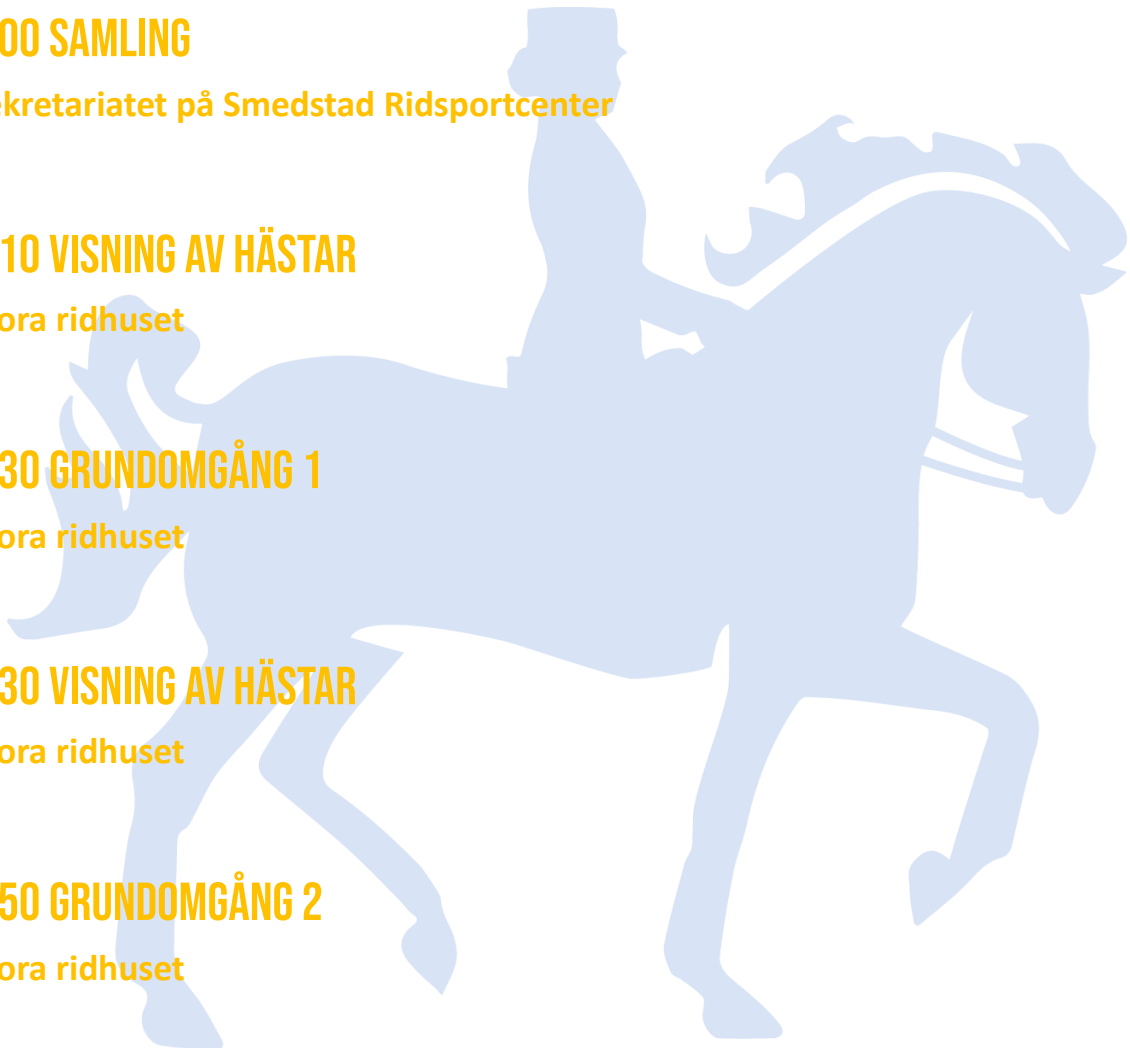 00 SAMLING
ekretariatet på Smedstad Ridsportcenter
10 VISNING AV HÄSTAR
ora ridhuset
30 GRUNDOMGÅNG 1
ora ridhuset
30 VISNING AV HÄSTAR
ora ridhuset
50 GRUNDOMGÅNG 2
ora ridhuset